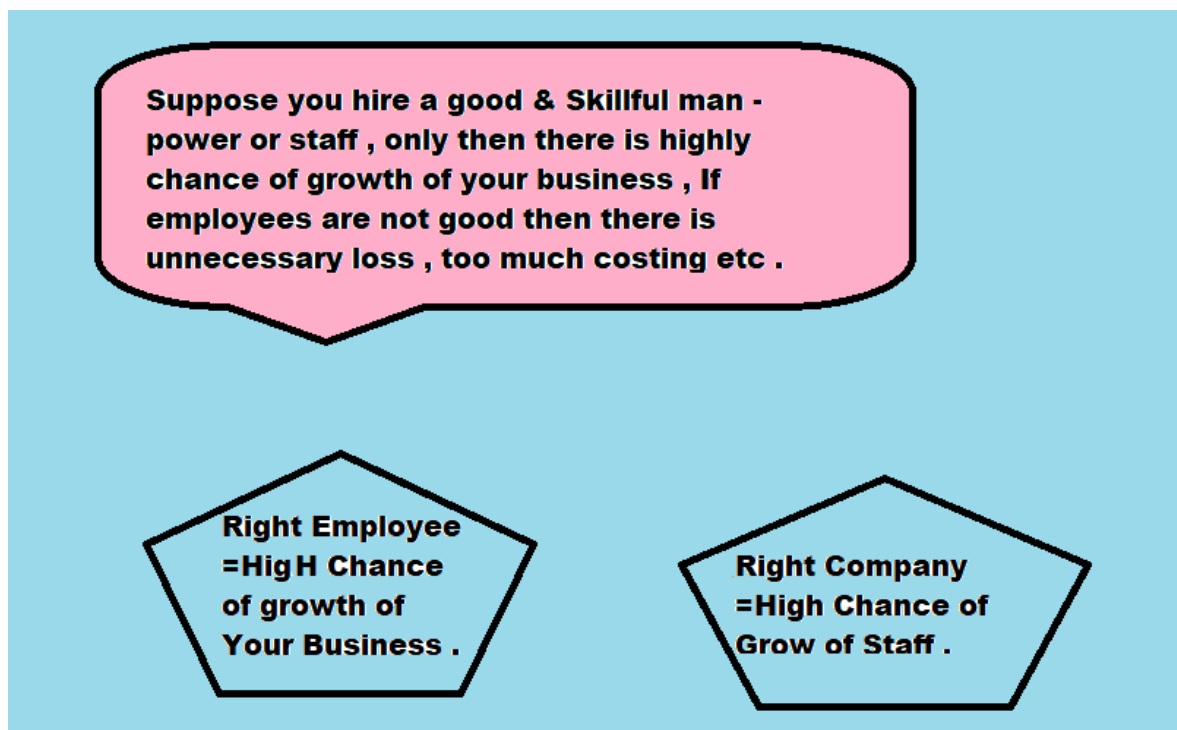 Suppose you hire a good & Skillful man -
power or staff , only then there is highly
chance of growth of your business , If
employees are not good then there is
unnecessary loss , too much costing etc .
Right Employee
=HigH Chance
of growth of
Your Business .
Right Company
=High Chance of
Grow of Staff .